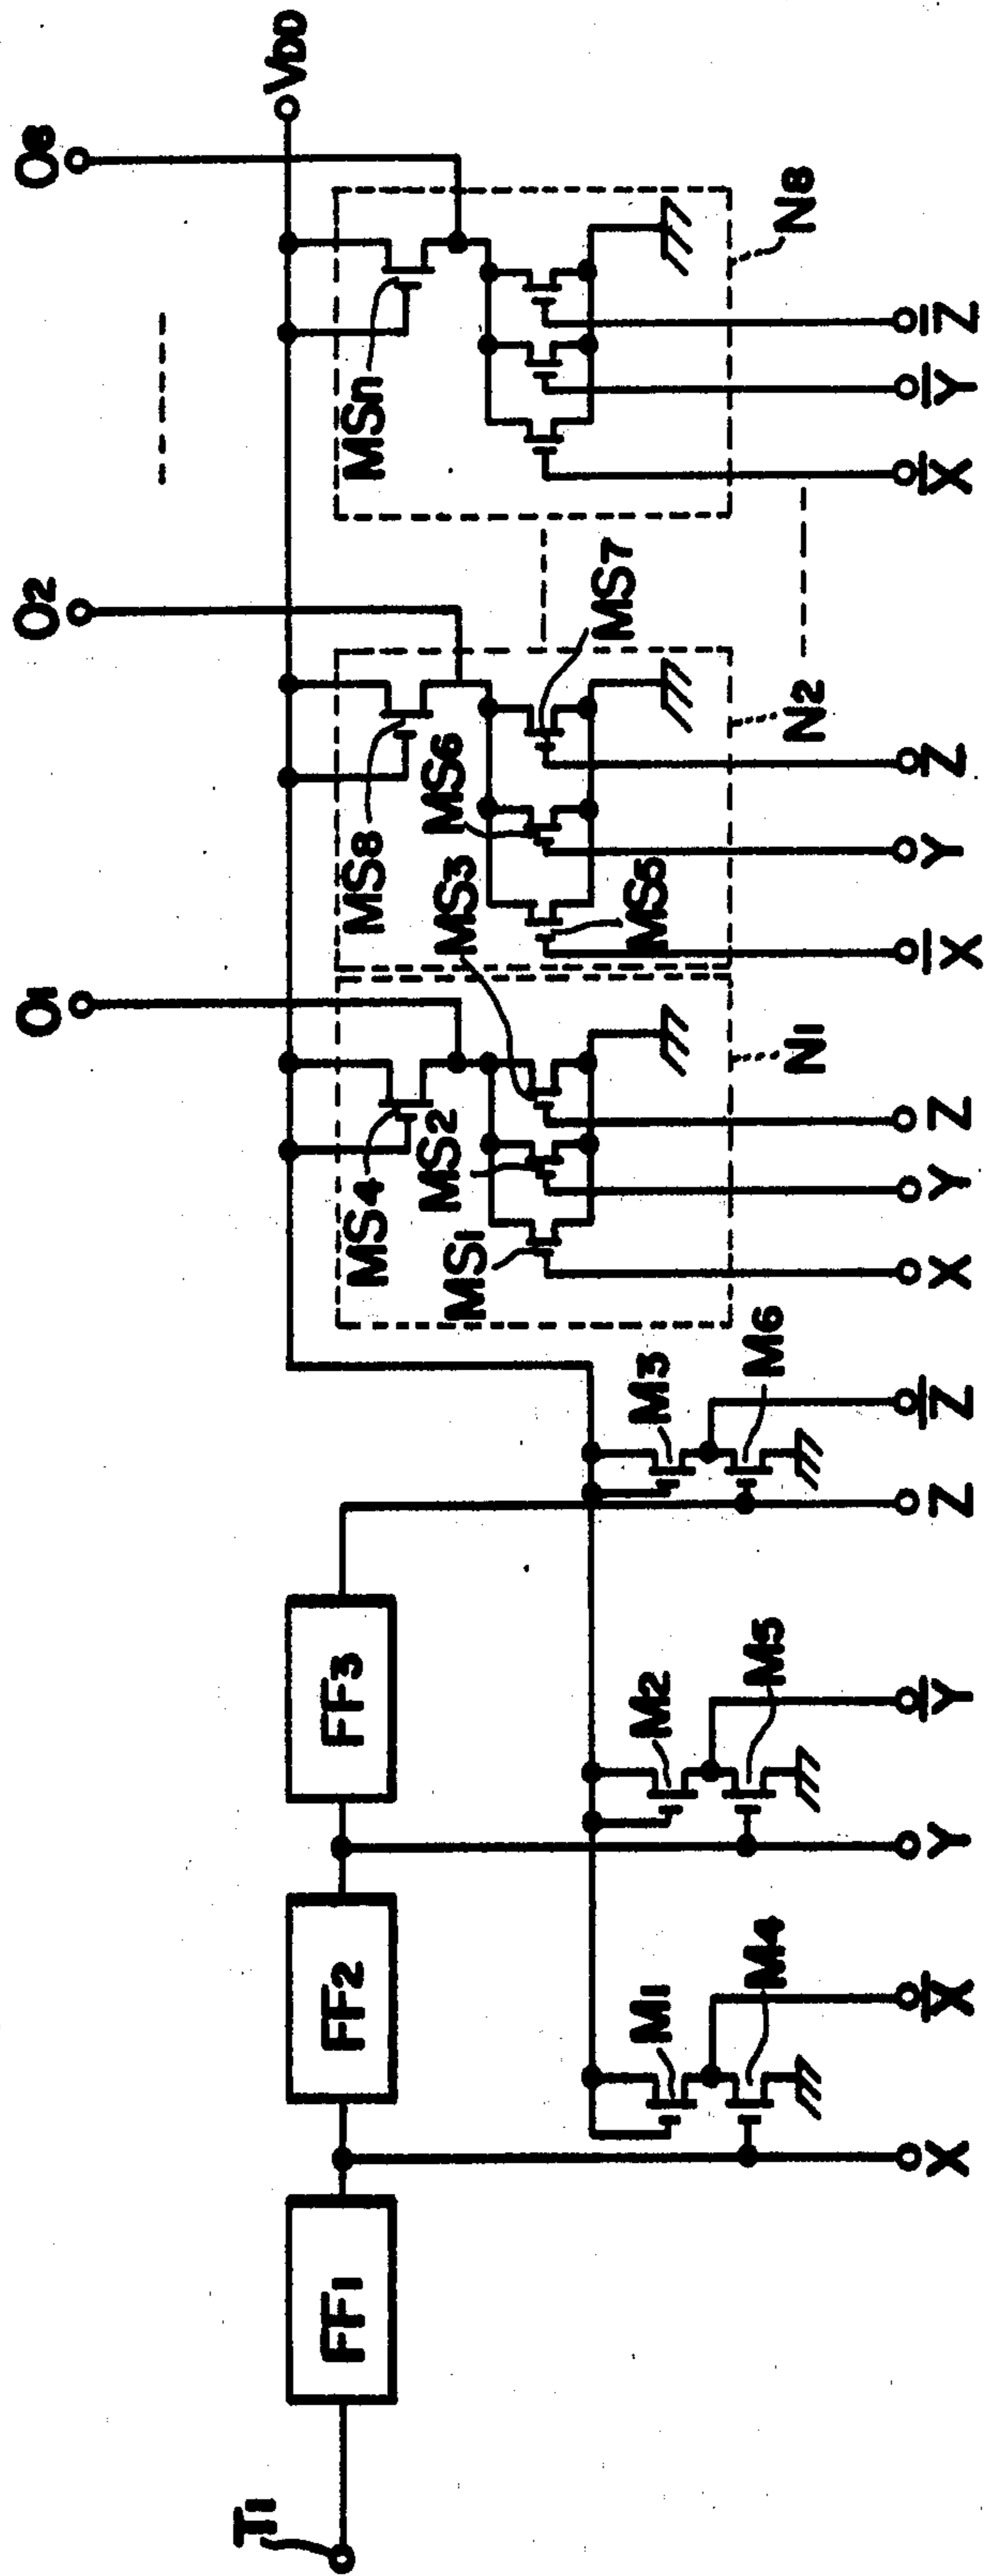 O1
O2
O8
VDD
T1
FF1
FF2
FF3
MS4
MS8
MSn
MS1
MS2
MS3
MS6
MS5
MS7
M1
M2
M3
M4
M5
M6
N1
N2
N8
X
X̅
Y
Y̅
Z
Z̅
X
Y
Z
X̅
Y
Z
X̅
Y̅
Z̅